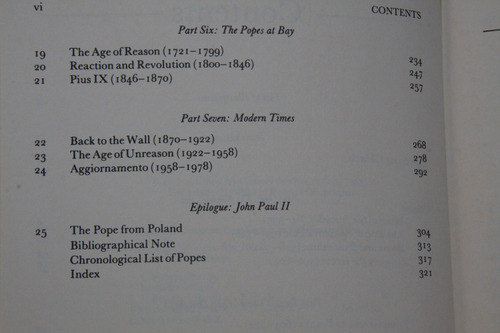 vi CONTENTS
Part Six: The Popes at Bay
19 The Age of Reason (1721–1799) 234
20 Reaction and Revolution (1800–1846) 247
21 Pius IX (1846–1870) 257
Part Seven: Modern Times
22 Back to the Wall (1870–1922) 268
23 The Age of Unreason (1922–1958) 278
24 Aggiornamento (1958–1978) 292
Epilogue: John Paul II
25 The Pope from Poland 304
Bibliographical Note 313
Chronological List of Popes 317
Index 321